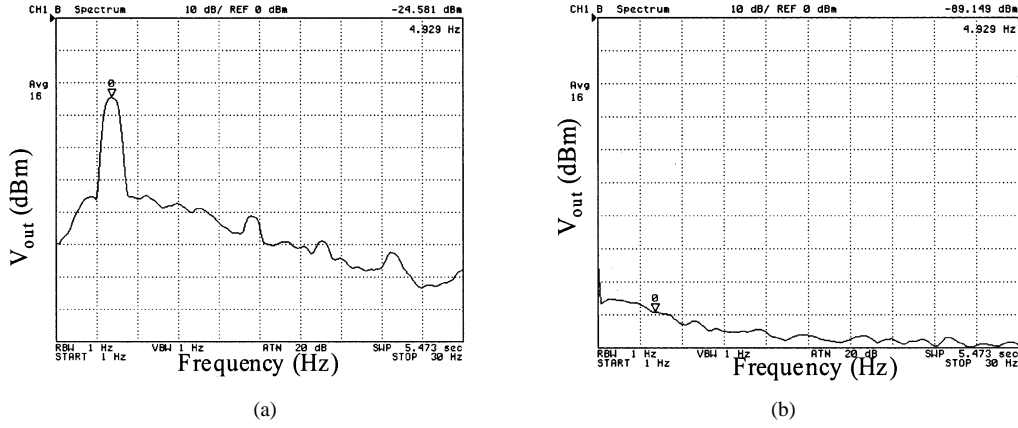 CH1 B Spectrum 10 dB/ REF 0 dBm -24.581 dBm
4.929 Hz
Avg
16
0
Vout (dBm)
RBW 1 Hz VBW 1 Hz ATN 20 dB SWP 5.473 sec
START 1 Hz STOP 30 Hz
Frequency (Hz)
(a)
CH1 B Spectrum 10 dB/ REF 0 dBm -89.149 dBm
4.929 Hz
Avg
16
0
Vout (dBm)
RBW 1 Hz VBW 1 Hz ATN 20 dB SWP 5.473 sec
START 1 Hz STOP 30 Hz
Frequency (Hz)
(b)